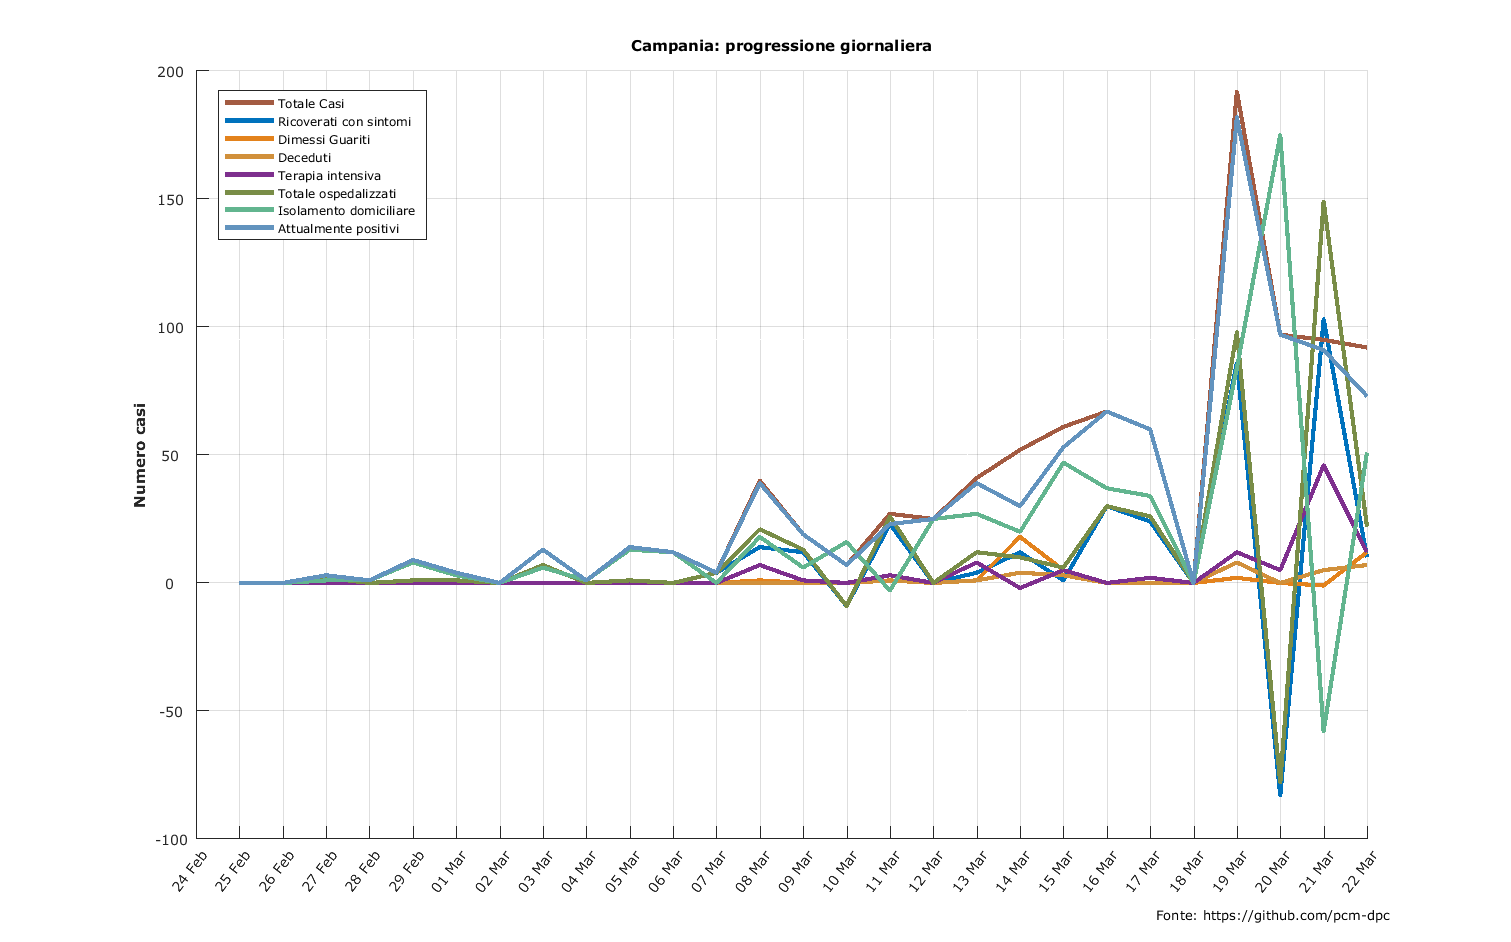 Campania: progressione giornaliera
200
150
100
50
0
-50
-100
Numero casi
Totale Casi
Ricoverati con sintomi
Dimessi Guariti
Deceduti
Terapia intensiva
Totale ospedalizzati
Isolamento domiciliare
Attualmente positivi
24 Feb
25 Feb
26 Feb
27 Feb
28 Feb
29 Feb
01 Mar
02 Mar
03 Mar
04 Mar
05 Mar
06 Mar
07 Mar
08 Mar
09 Mar
10 Mar
11 Mar
12 Mar
13 Mar
14 Mar
15 Mar
16 Mar
17 Mar
18 Mar
19 Mar
20 Mar
21 Mar
22 Mar
Fonte: https://github.com/pcm-dpc